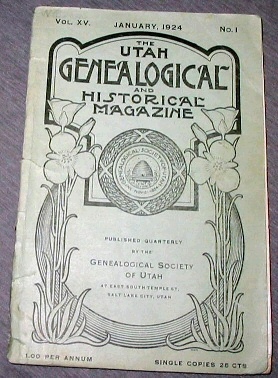 VOL. XV. JANUARY, 1924 No. 1
THE
UTAH
GENEALOGICAL
AND
HISTORICAL
MAGAZINE
PUBLISHED QUARTERLY
BY THE
GENEALOGICAL SOCIETY
OF UTAH
EAST SOUTH TEMPLE ST.
SALT LAKE CITY, UTAH
1.00 PER ANNUM SINGLE COPIES 25 CTS